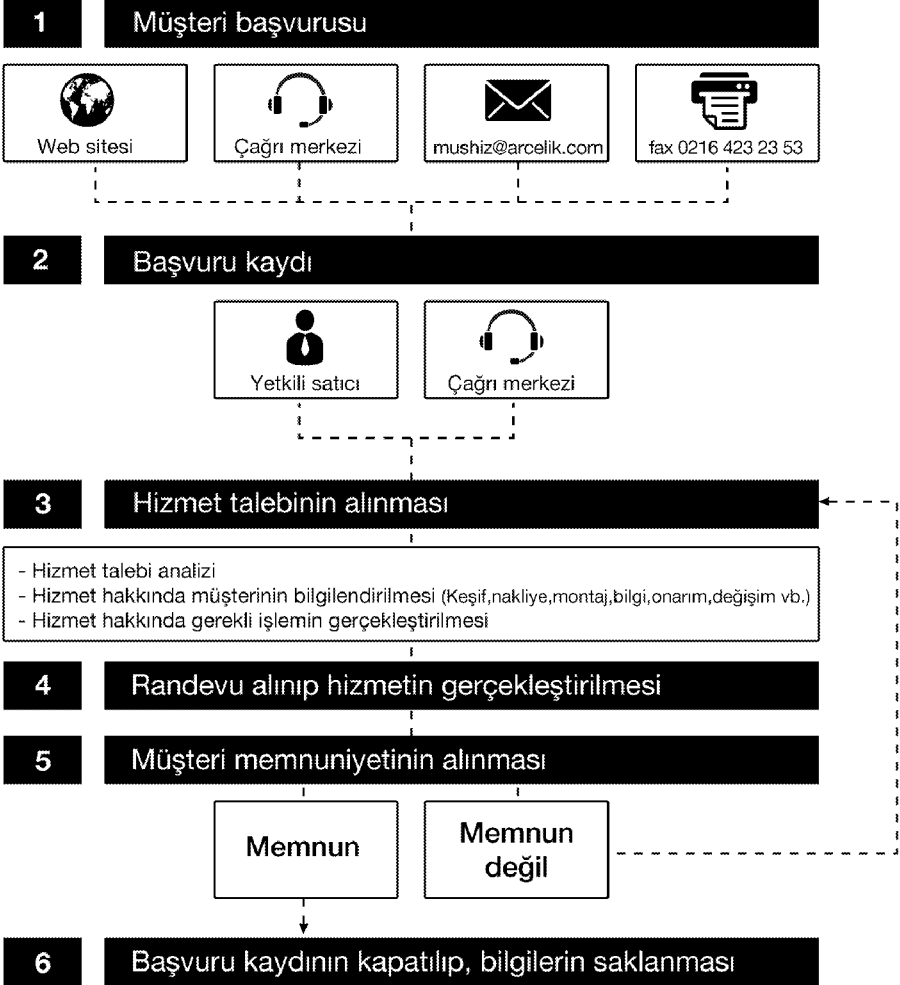 1 Müşteri başvurusu
Web sitesi
Çağrı merkezi
mushiz@arcelik.com
fax 0216 423 23 53
2 Başvuru kaydı
Yetkili satıcı
Çağrı merkezi
3 Hizmet talebinin alınması
- Hizmet talebi analizi
- Hizmet hakkında müşterinin bilgilendirilmesi (Keşif,nakliye,montaj,bilgi,onarım,değişim vb.)
- Hizmet hakkında gerekli işlemin gerçekleştirilmesi
4 Randevu alınıp hizmetin gerçekleştirilmesi
5 Müşteri memnuniyetinin alınması
Memnun
Memnun
değil
6 Başvuru kaydının kapatılıp, bilgilerin saklanması